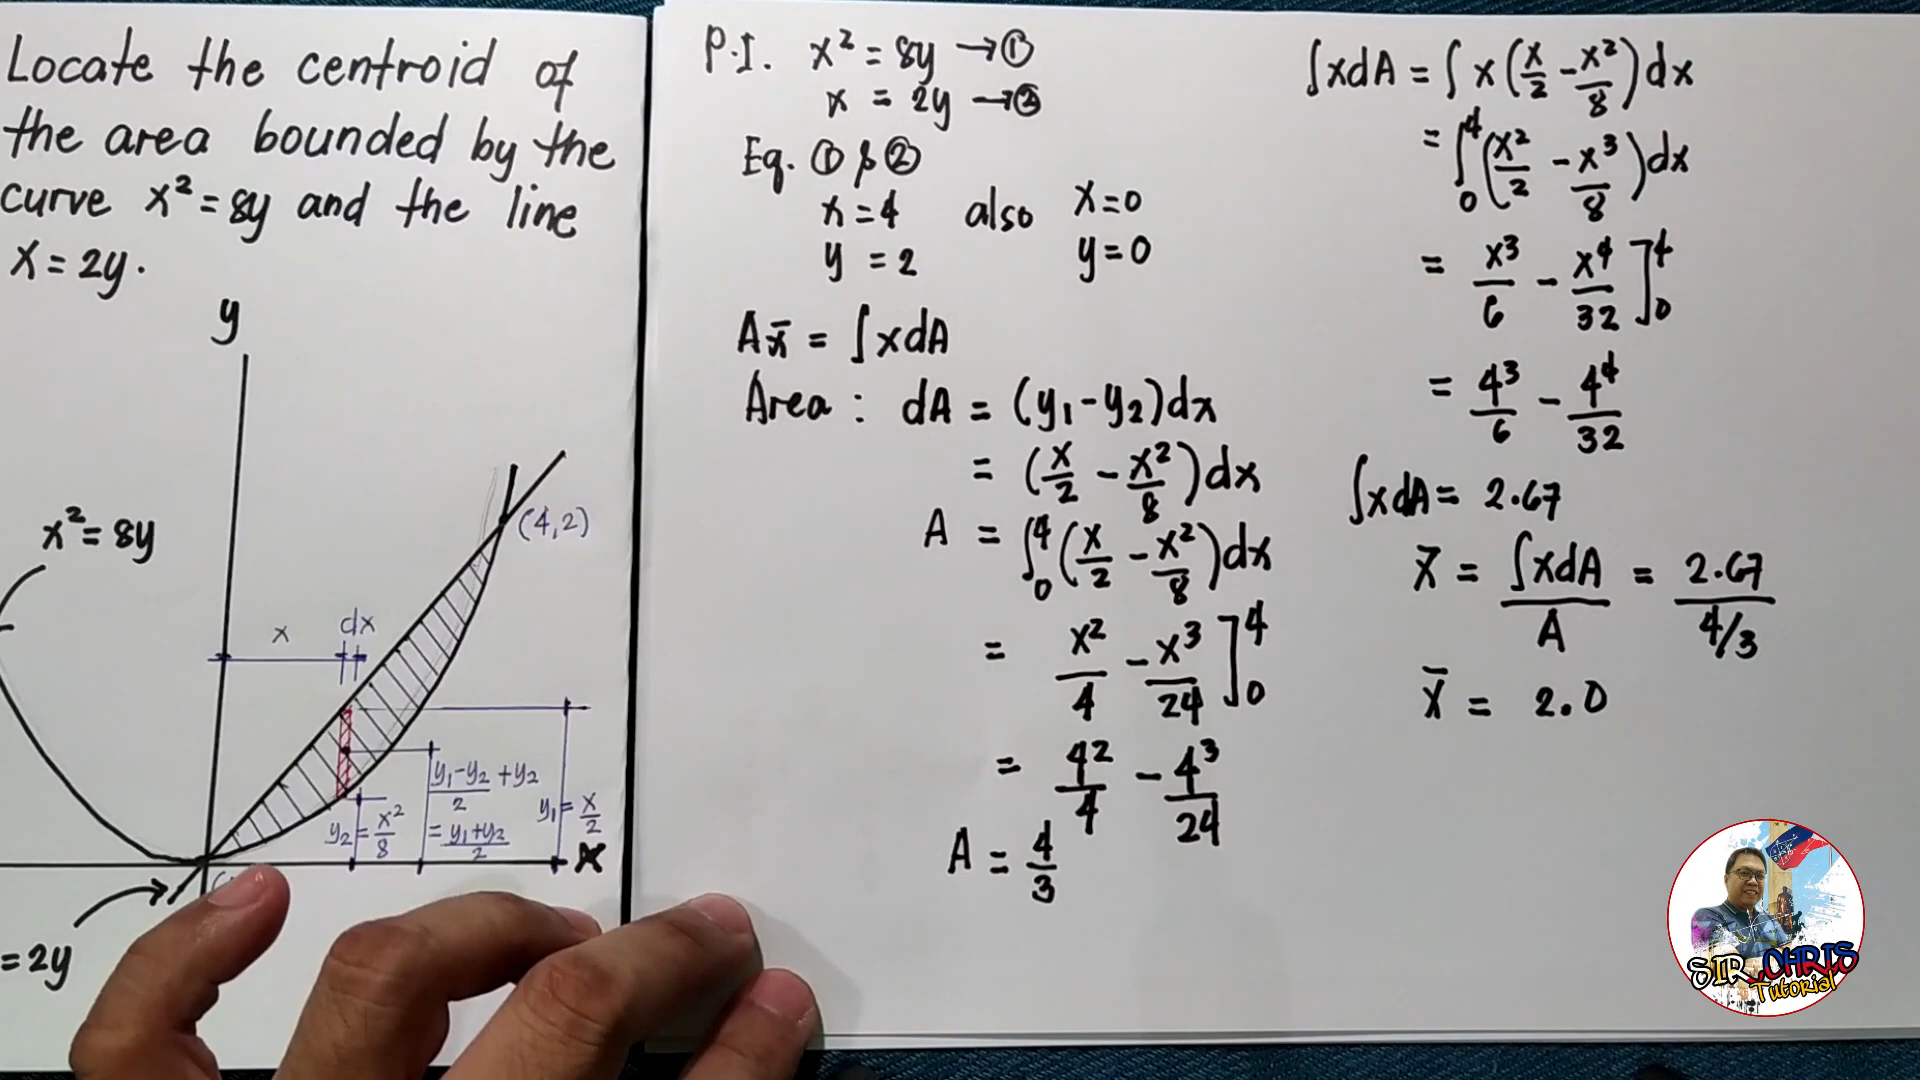 Locate the centroid of
the area bounded by the
curve x² = 8y and the line
x = 2y.
y
x² = 8y
(4,2)
x
dx
y₁-y₂/2 + y₂
= y₁+y₂/2
y₂ = x²/8
y₁ = x/2
x
= 2y
P.I. x² = 8y → ①
x = 2y → ②
Eq. ① & ②
x = 4 also x = 0
y = 2 y = 0
Ax̄ = ∫xdA
Area : dA = (y₁-y₂)dx
= (x/2 - x²/8)dx
A = ∫₀⁴(x/2 - x²/8)dx
= x²/4 - x³/24]₀⁴
= 4²/4 - 4³/24
A = 4/3
∫xdA = ∫x(x/2 - x²/8)dx
= ∫₀⁴(x²/2 - x³/8)dx
= x³/6 - x⁴/32]₀⁴
= 4³/6 - 4⁴/32
∫xdA = 2.67
x̄ = ∫xdA/A = 2.67/4/3
x̄ = 2.0
SIR CHRIS
Tutorial